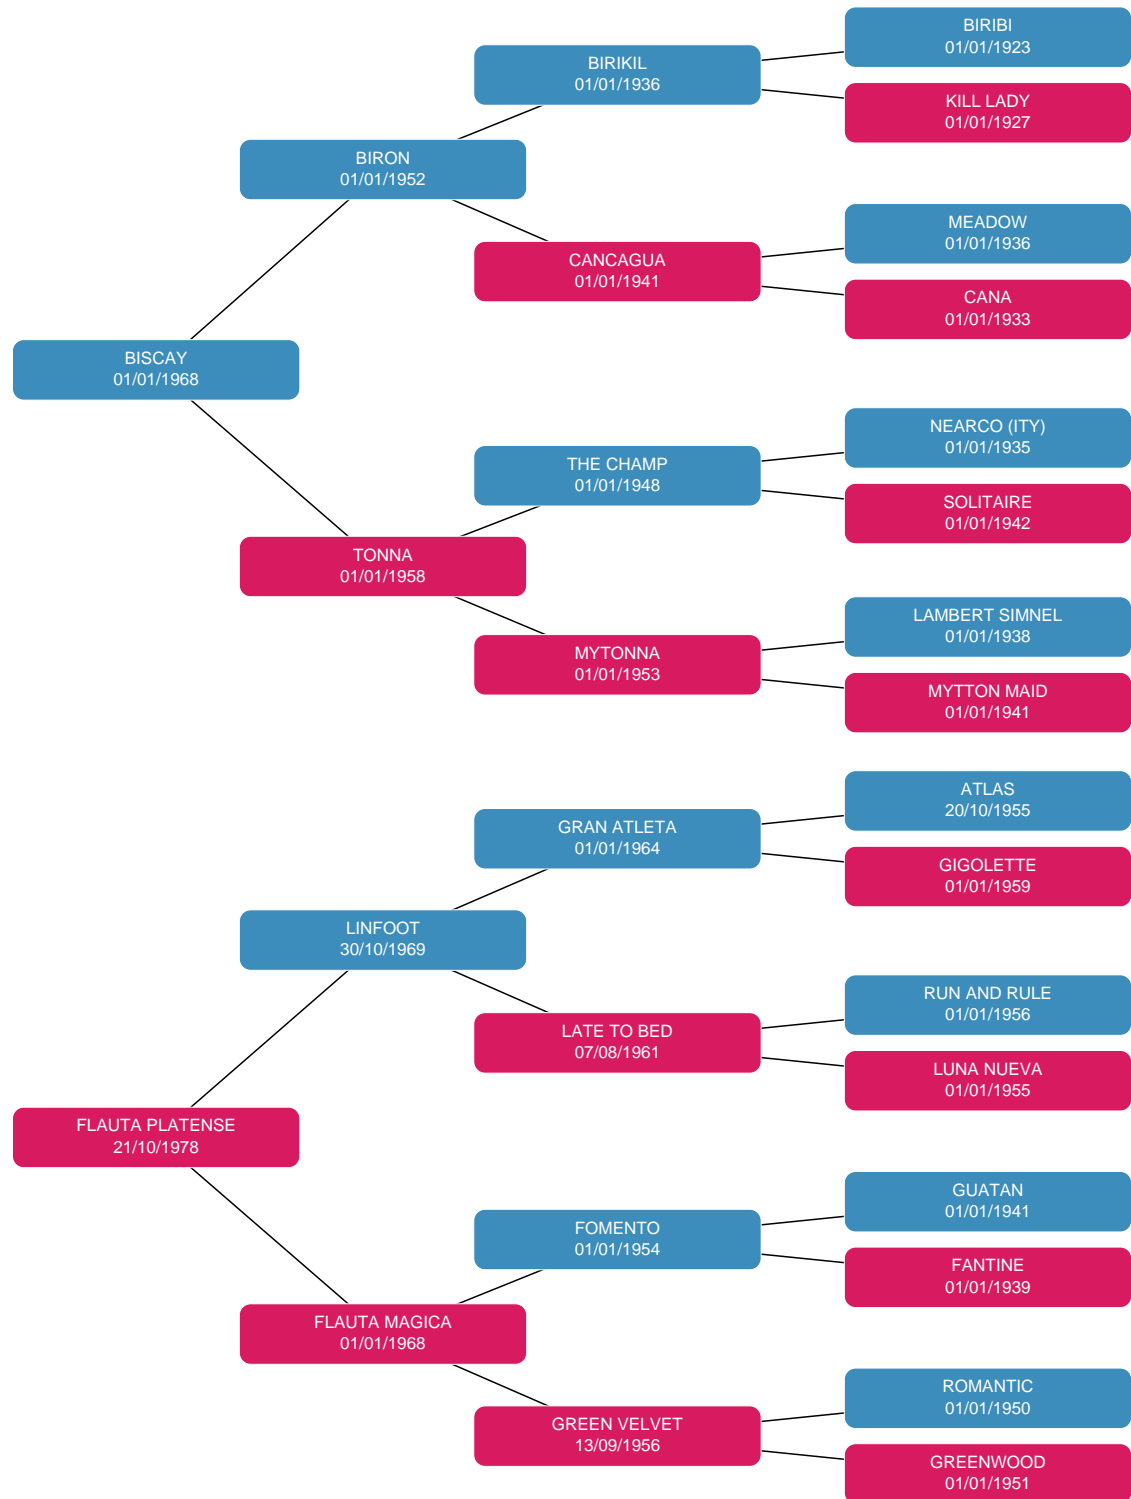 BIRIBI
01/01/1923
BIRIKIL
01/01/1936
KILL LADY
01/01/1927
BIRON
01/01/1952
MEADOW
01/01/1936
CANCAGUA
01/01/1941
CANA
01/01/1933
BISCAY
01/01/1968
NEARCO (ITY)
01/01/1935
THE CHAMP
01/01/1948
SOLITAIRE
01/01/1942
TONNA
01/01/1958
LAMBERT SIMNEL
01/01/1938
MYTONNA
01/01/1953
MYTTON MAID
01/01/1941
ATLAS
20/10/1955
GRAN ATLETA
01/01/1964
GIGOLETTE
01/01/1959
LINFOOT
30/10/1969
RUN AND RULE
01/01/1956
LATE TO BED
07/08/1961
LUNA NUEVA
01/01/1955
FLAUTA PLATENSE
21/10/1978
GUATAN
01/01/1941
FOMENTO
01/01/1954
FANTINE
01/01/1939
FLAUTA MAGICA
01/01/1968
ROMANTIC
01/01/1950
GREEN VELVET
13/09/1956
GREENWOOD
01/01/1951